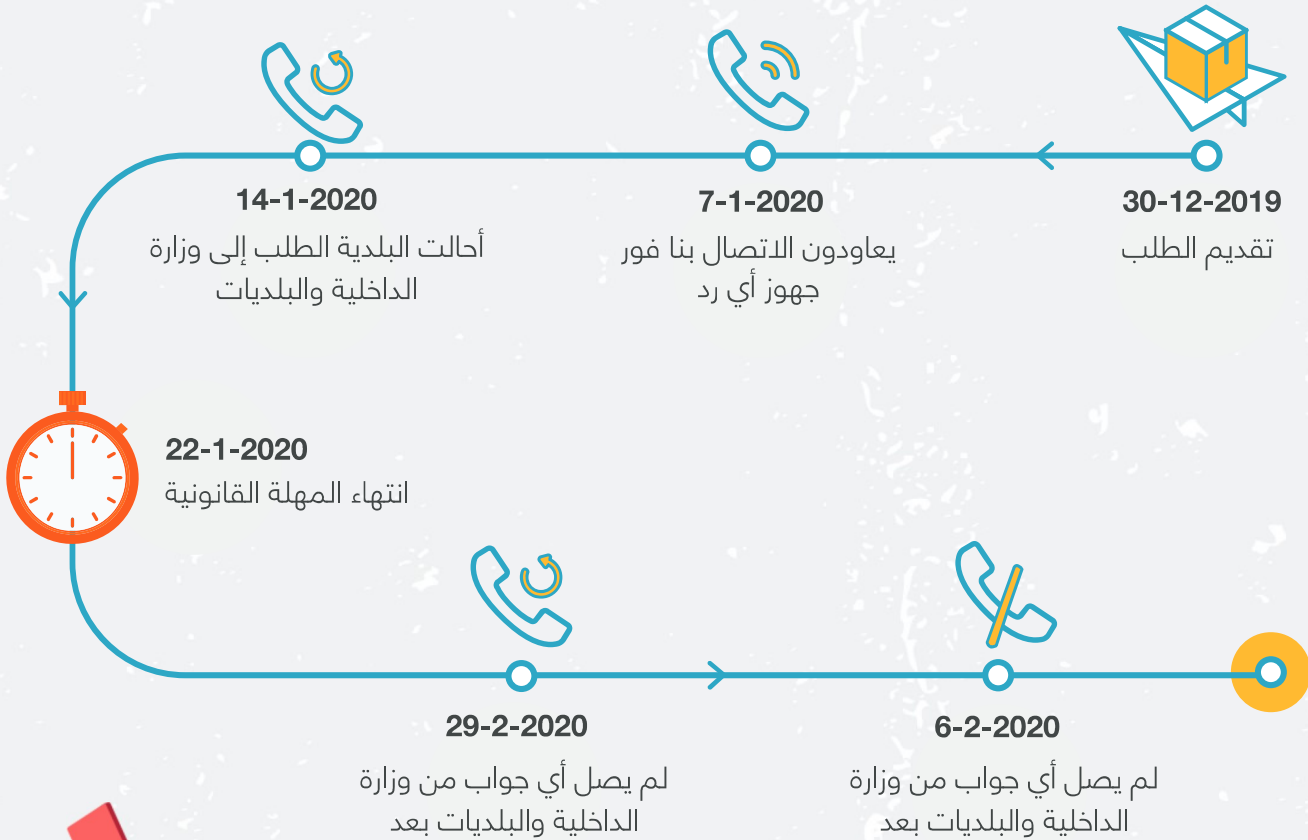 30-12-2019
تقديم الطلب
7-1-2020
يعاودون الاتصال بنا فور
جهوز أي رد
14-1-2020
أحالت البلدية الطلب إلى وزارة
الداخلية والبلديات
22-1-2020
انتهاء المهلة القانونية
29-2-2020
لم يصل أي جواب من وزارة
الداخلية والبلديات بعد
6-2-2020
لم يصل أي جواب من وزارة
الداخلية والبلديات بعد